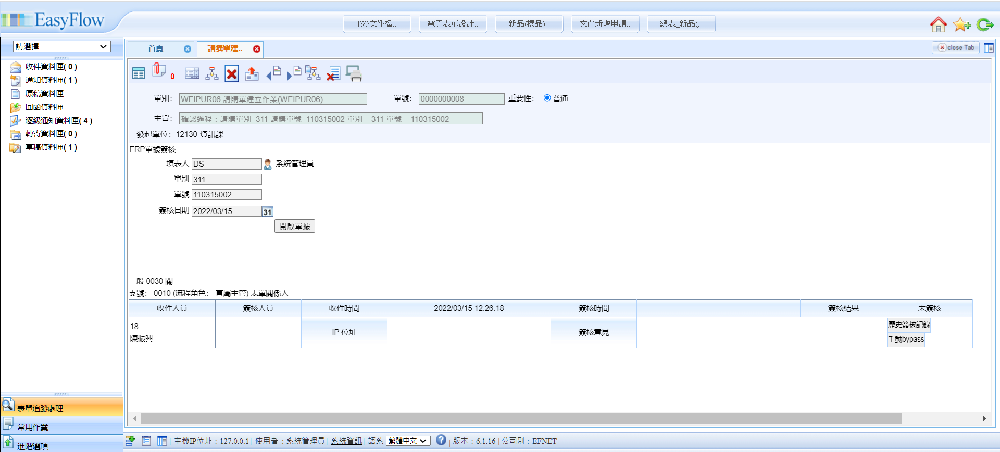 EasyFlow
ISO文件檔..
電子表單設計..
新品(樣品)..
文件新增申請..
總表_新品(..
請選擇..
收件資料匣( 0 )
通知資料匣( 1 )
原稿資料匣
回函資料匣
逐級通知資料匣( 4 )
轉寄資料匣( 0 )
草稿資料匣( 1 )
表單追蹤處理
常用作業
進階選項
首頁
請購單建..
close Tab
0
單別： WEIPUR06 請購單建立作業(WEIPUR06) 單號： 0000000008 重要性： 普通
主旨： 確認過程：請購單別=311 請購單號=110315002 單別 = 311 單號 = 110315002
發起單位： 12130-資訊課
ERP單據簽核
填表人 DS 系統管理員
單別 311
單號 110315002
簽核日期 2022/03/15 31
開啟單據
一般 0030 關
支號： 0010 (流程角色： 直屬主管) 表單關係人
收件人員 簽核人員 收件時間 2022/03/15 12:26:18 簽核時間 簽核結果 未簽核
18
陳振興
IP 位址
簽核意見
歷史簽核記錄
手動bypass
| 主機IP位址：127.0.0.1 | 使用者：系統管理員 | 系統資訊 | 語系 繁體中文 ? | 版本：6.1.16 | 公司別：EFNET